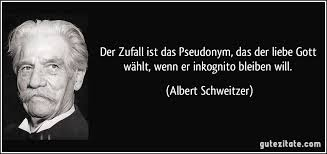 Der Zufall ist das Pseudonym, das der liebe Gott
wählt, wenn er inkognito bleiben will.
(Albert Schweitzer)
gutezitate.com